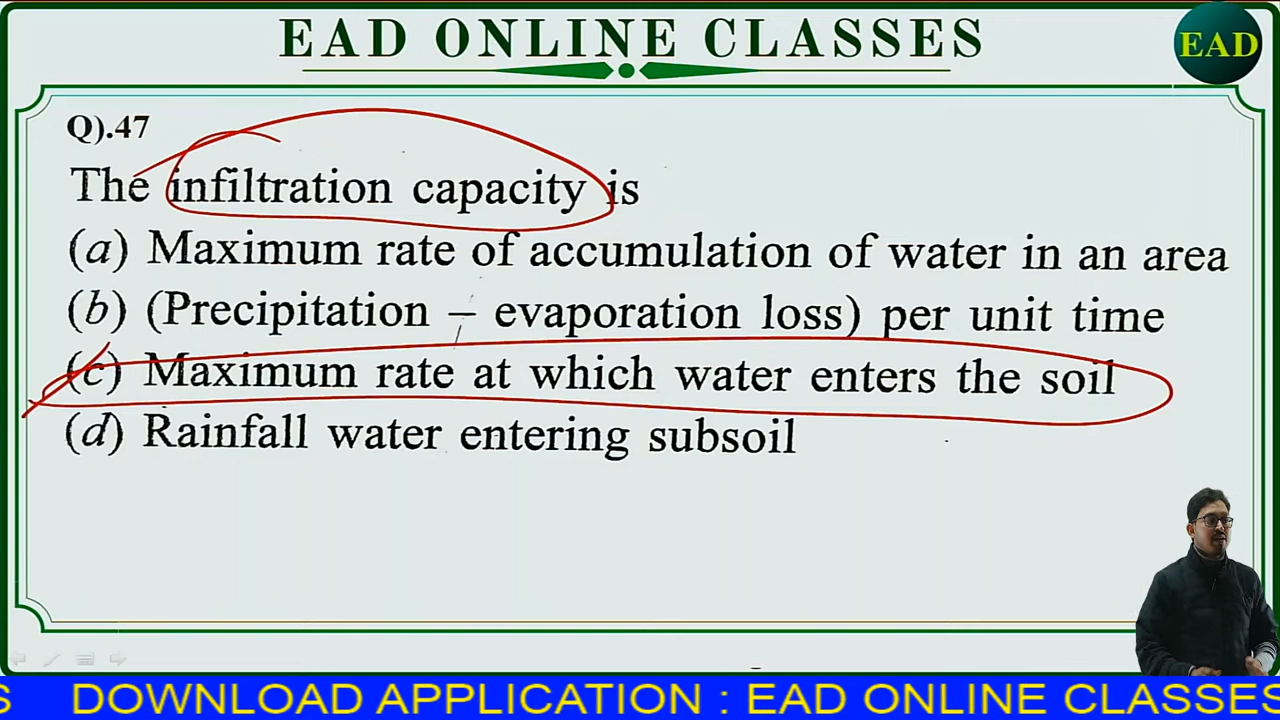 EAD ONLINE CLASSES
EAD
Q).47
The infiltration capacity is
(a) Maximum rate of accumulation of water in an area
(b) (Precipitation – evaporation loss) per unit time
(c) Maximum rate at which water enters the soil
(d) Rainfall water entering subsoil
S DOWNLOAD APPLICATION : EAD ONLINE CLASSES